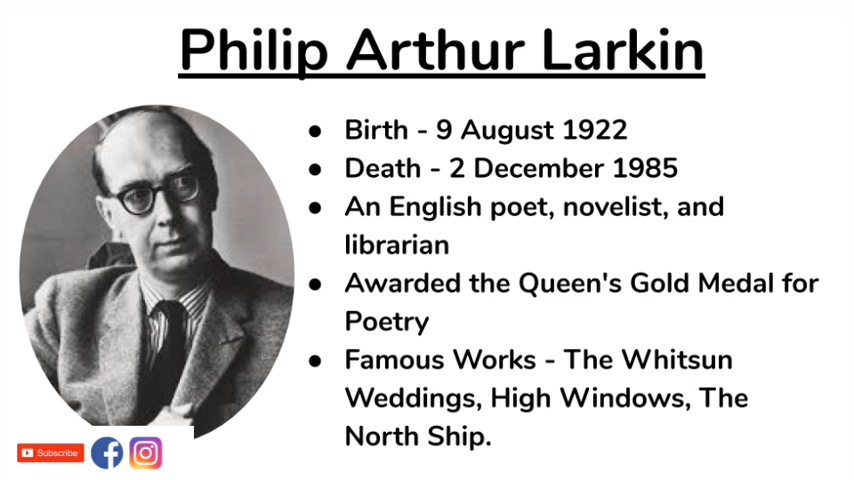 Philip Arthur Larkin
● Birth - 9 August 1922
● Death - 2 December 1985
● An English poet, novelist, and
librarian
● Awarded the Queen's Gold Medal for
Poetry
● Famous Works - The Whitsun
Weddings, High Windows, The
North Ship.
Subscribe